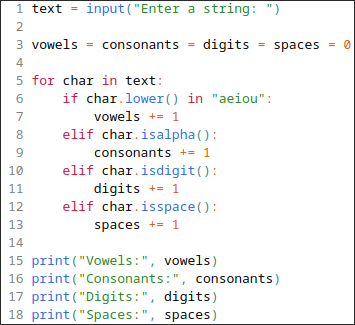 1 text = input("Enter a string: ")
2
3 vowels = consonants = digits = spaces = 0
4
5 for char in text:
6     if char.lower() in "aeiou":
7         vowels += 1
8     elif char.isalpha():
9         consonants += 1
10     elif char.isdigit():
11         digits += 1
12     elif char.isspace():
13         spaces += 1
14
15 print("Vowels:", vowels)
16 print("Consonants:", consonants)
17 print("Digits:", digits)
18 print("Spaces:", spaces)